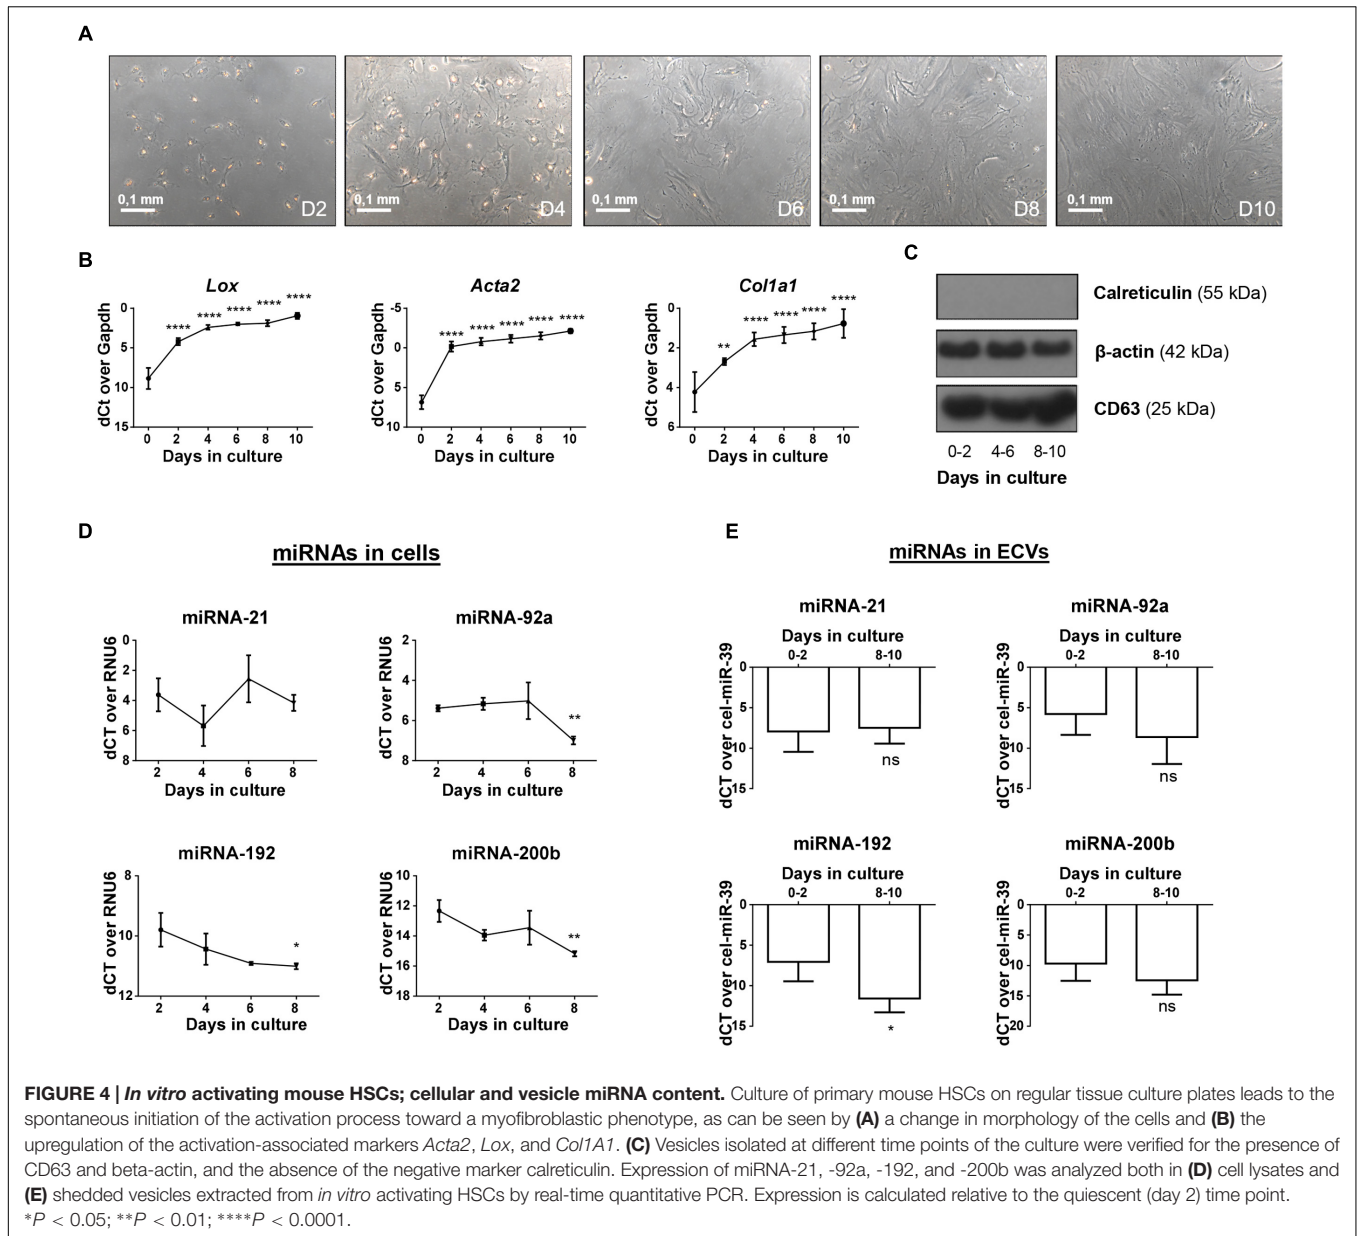 A
0,1 mm D2
0,1 mm D4
0,1 mm D6
0,1 mm D8
0,1 mm D10
B
Lox
dCt over Gapdh
0
5
10
15
**** **** **** **** ****
0 2 4 6 8 10
Days in culture
Acta2
dCt over Gapdh
-5
0
5
10
**** **** **** **** ****
0 2 4 6 8 10
Days in culture
Col1a1
dCt over Gapdh
0
2
4
6
** **** **** **** ****
0 2 4 6 8 10
Days in culture
C
Calreticulin (55 kDa)
β-actin (42 kDa)
CD63 (25 kDa)
0-2 4-6 8-10
Days in culture
D
miRNAs in cells
miRNA-21
dCT over RNU6
0
2
4
6
8
2 4 6 8
Days in culture
miRNA-92a
dCT over RNU6
2
4
6
8
**
2 4 6 8
Days in culture
miRNA-192
dCT over RNU6
8
10
12
*
2 4 6 8
Days in culture
miRNA-200b
dCT over RNU6
10
12
14
16
18
**
2 4 6 8
Days in culture
E
miRNAs in ECVs
miRNA-21
Days in culture
0-2 8-10
dCT over cel-miR-39
0
5
10
15
ns
miRNA-92a
Days in culture
0-2 8-10
dCT over cel-miR-39
0
5
10
15
ns
miRNA-192
Days in culture
0-2 8-10
dCT over cel-miR-39
0
5
10
15
*
miRNA-200b
Days in culture
0-2 8-10
dCT over cel-miR-39
0
5
10
15
20
ns
FIGURE 4 | In vitro activating mouse HSCs; cellular and vesicle miRNA content. Culture of primary mouse HSCs on regular tissue culture plates leads to the
spontaneous initiation of the activation process toward a myofibroblastic phenotype, as can be seen by (A) a change in morphology of the cells and (B) the
upregulation of the activation-associated markers Acta2, Lox, and Col1A1. (C) Vesicles isolated at different time points of the culture were verified for the presence of
CD63 and beta-actin, and the absence of the negative marker calreticulin. Expression of miRNA-21, -92a, -192, and -200b was analyzed both in (D) cell lysates and
(E) shedded vesicles extracted from in vitro activating HSCs by real-time quantitative PCR. Expression is calculated relative to the quiescent (day 2) time point.
*P < 0.05; **P < 0.01; ****P < 0.0001.